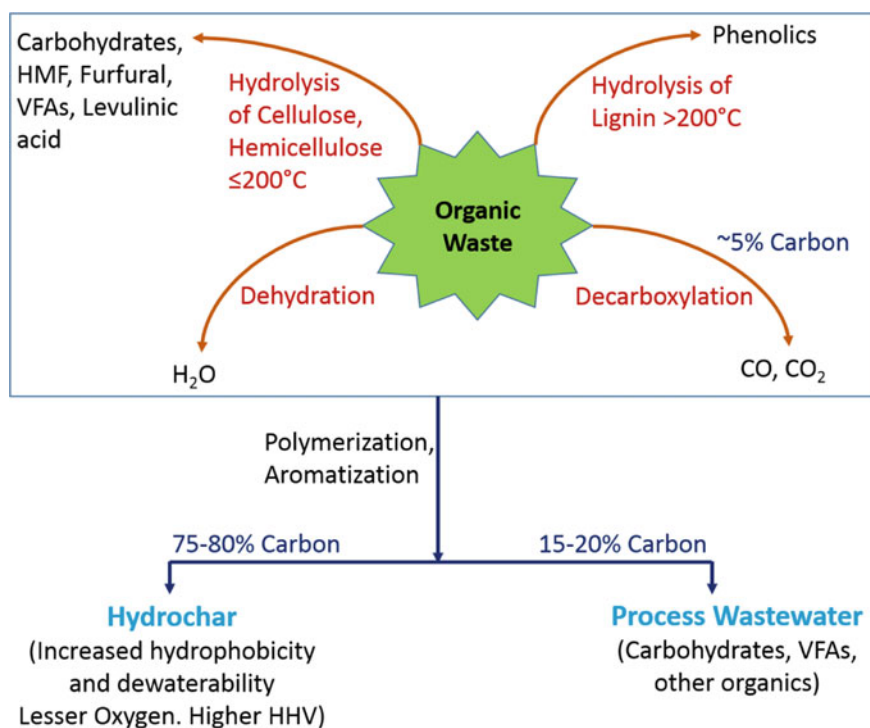 Carbohydrates,
HMF, Furfural,
VFAs, Levulinic
acid
Hydrolysis
of Cellulose,
Hemicellulose
≤200°C
Phenolics
Hydrolysis of
Lignin >200°C
Organic
Waste
~5% Carbon
Dehydration
Decarboxylation
H₂O
CO, CO₂
Polymerization,
Aromatization
75-80% Carbon
15-20% Carbon
Hydrochar
(Increased hydrophobicity
and dewaterability
Lesser Oxygen. Higher HHV)
Process Wastewater
(Carbohydrates, VFAs,
other organics)